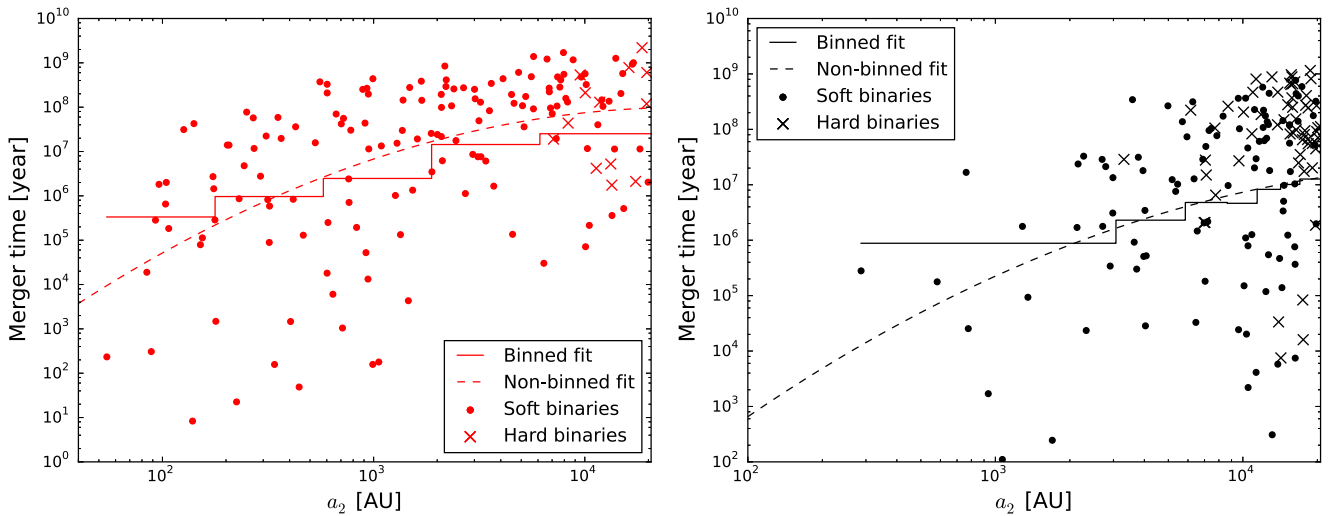 10^10
10^9
10^8
10^7
10^6
10^5
10^4
10^3
10^2
10^1
10^0
Merger time [year]
Binned fit
Non-binned fit
Soft binaries
Hard binaries
10^2
10^3
10^4
a_2 [AU]
10^10
10^9
10^8
10^7
10^6
10^5
10^4
10^3
10^2
Merger time [year]
Binned fit
Non-binned fit
Soft binaries
Hard binaries
10^2
10^3
10^4
a_2 [AU]